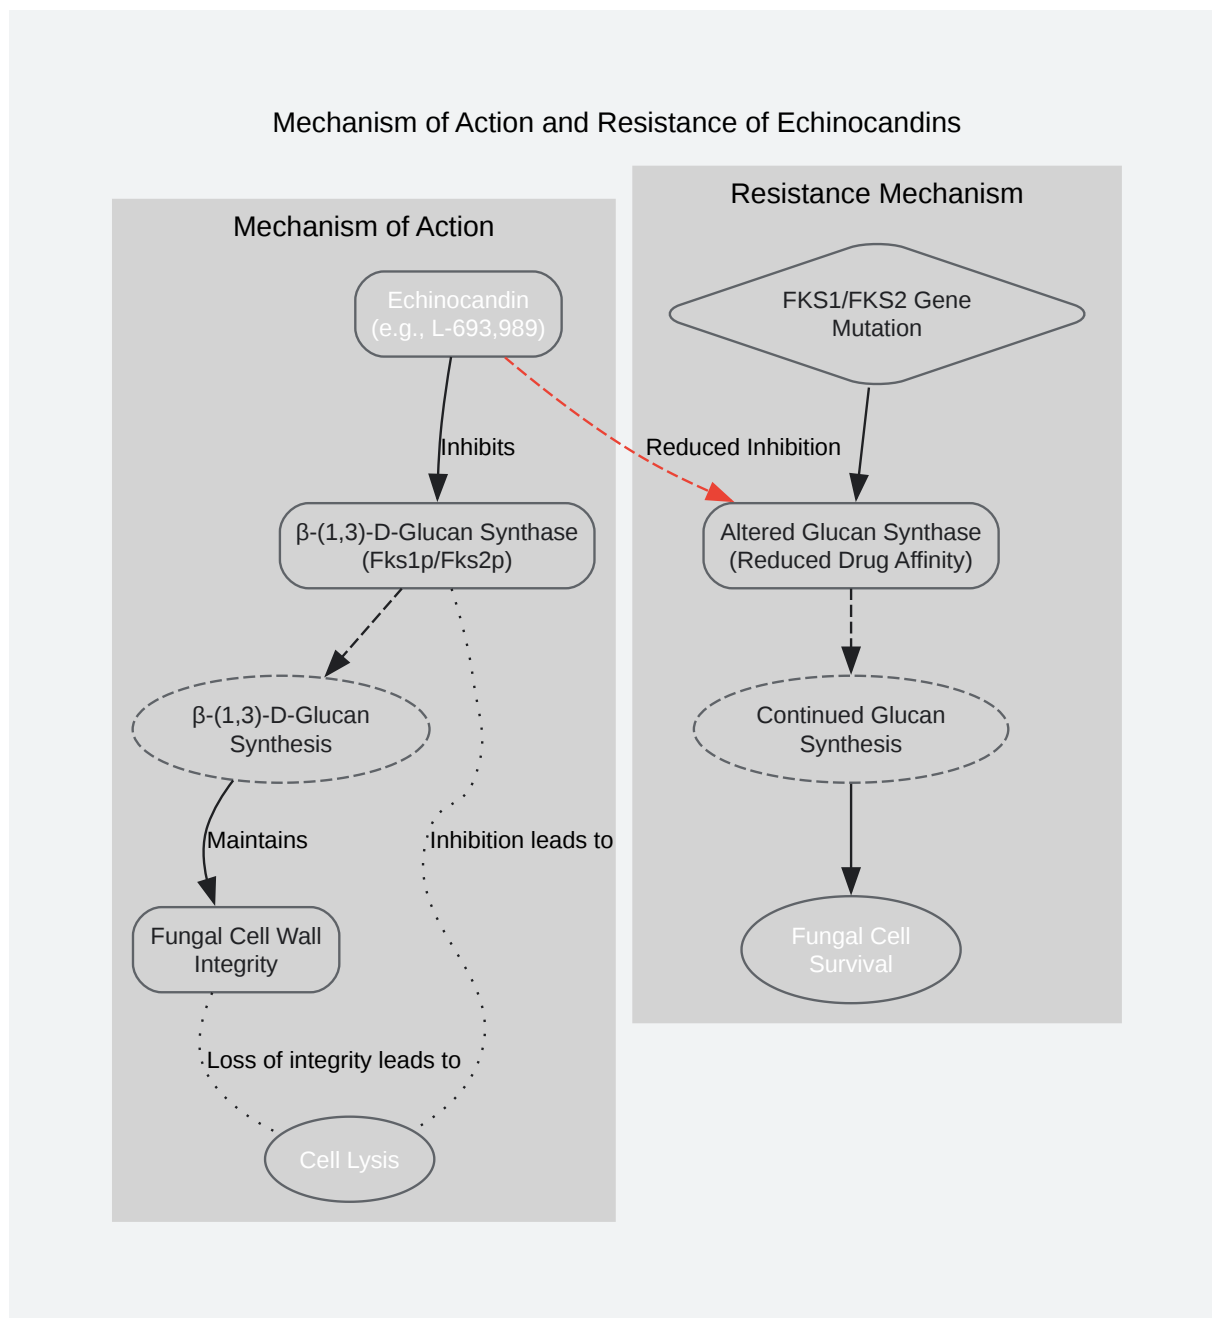 Mechanism of Action and Resistance of Echinocandins
Mechanism of Action
Echinocandin
(e.g., L-693,989)
Inhibits
β-(1,3)-D-Glucan Synthase
(Fks1p/Fks2p)
β-(1,3)-D-Glucan
Synthesis
Maintains
Inhibition leads to
Fungal Cell Wall
Integrity
Loss of integrity leads to
Cell Lysis
Resistance Mechanism
FKS1/FKS2 Gene
Mutation
Reduced Inhibition
Altered Glucan Synthase
(Reduced Drug Affinity)
Continued Glucan
Synthesis
Fungal Cell
Survival